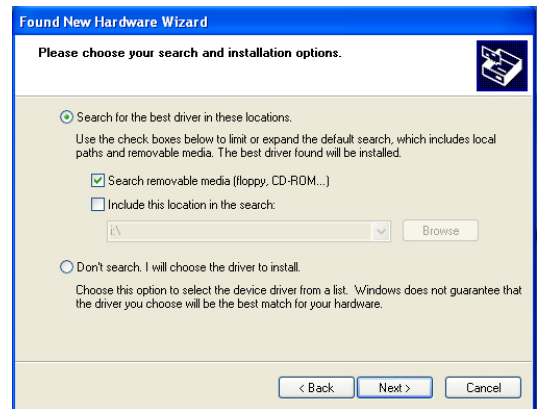 Found New Hardware Wizard
Please choose your search and installation options.
Search for the best driver in these locations.
Use the check boxes below to limit or expand the default search, which includes local
paths and removable media. The best driver found will be installed.
Search removable media (floppy, CD-ROM...)
Include this location in the search:
i:\
Browse
Don't search. I will choose the driver to install.
Choose this option to select the device driver from a list. Windows does not guarantee that
the driver you choose will be the best match for your hardware.
< Back Next > Cancel